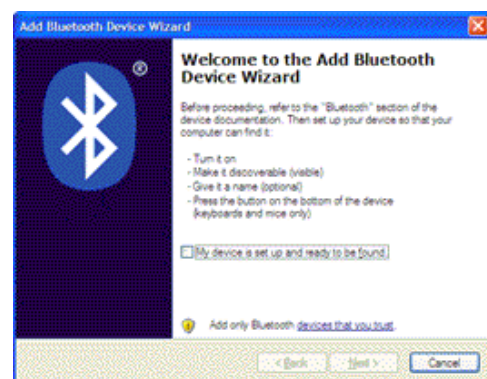 Add Bluetooth Device Wizard
®
Welcome to the Add Bluetooth
Device Wizard
Before proceeding, refer to the "Bluetooth" section of the
device documentation. Then set up your device so that your
computer can find it:
- Turn it on
- Make it discoverable (visible)
- Give it a name (optional)
- Press the button on the bottom of the device
(keyboards and mice only)
My device is set up and ready to be found.
Add only Bluetooth devices that you trust.
< Back Next > Cancel